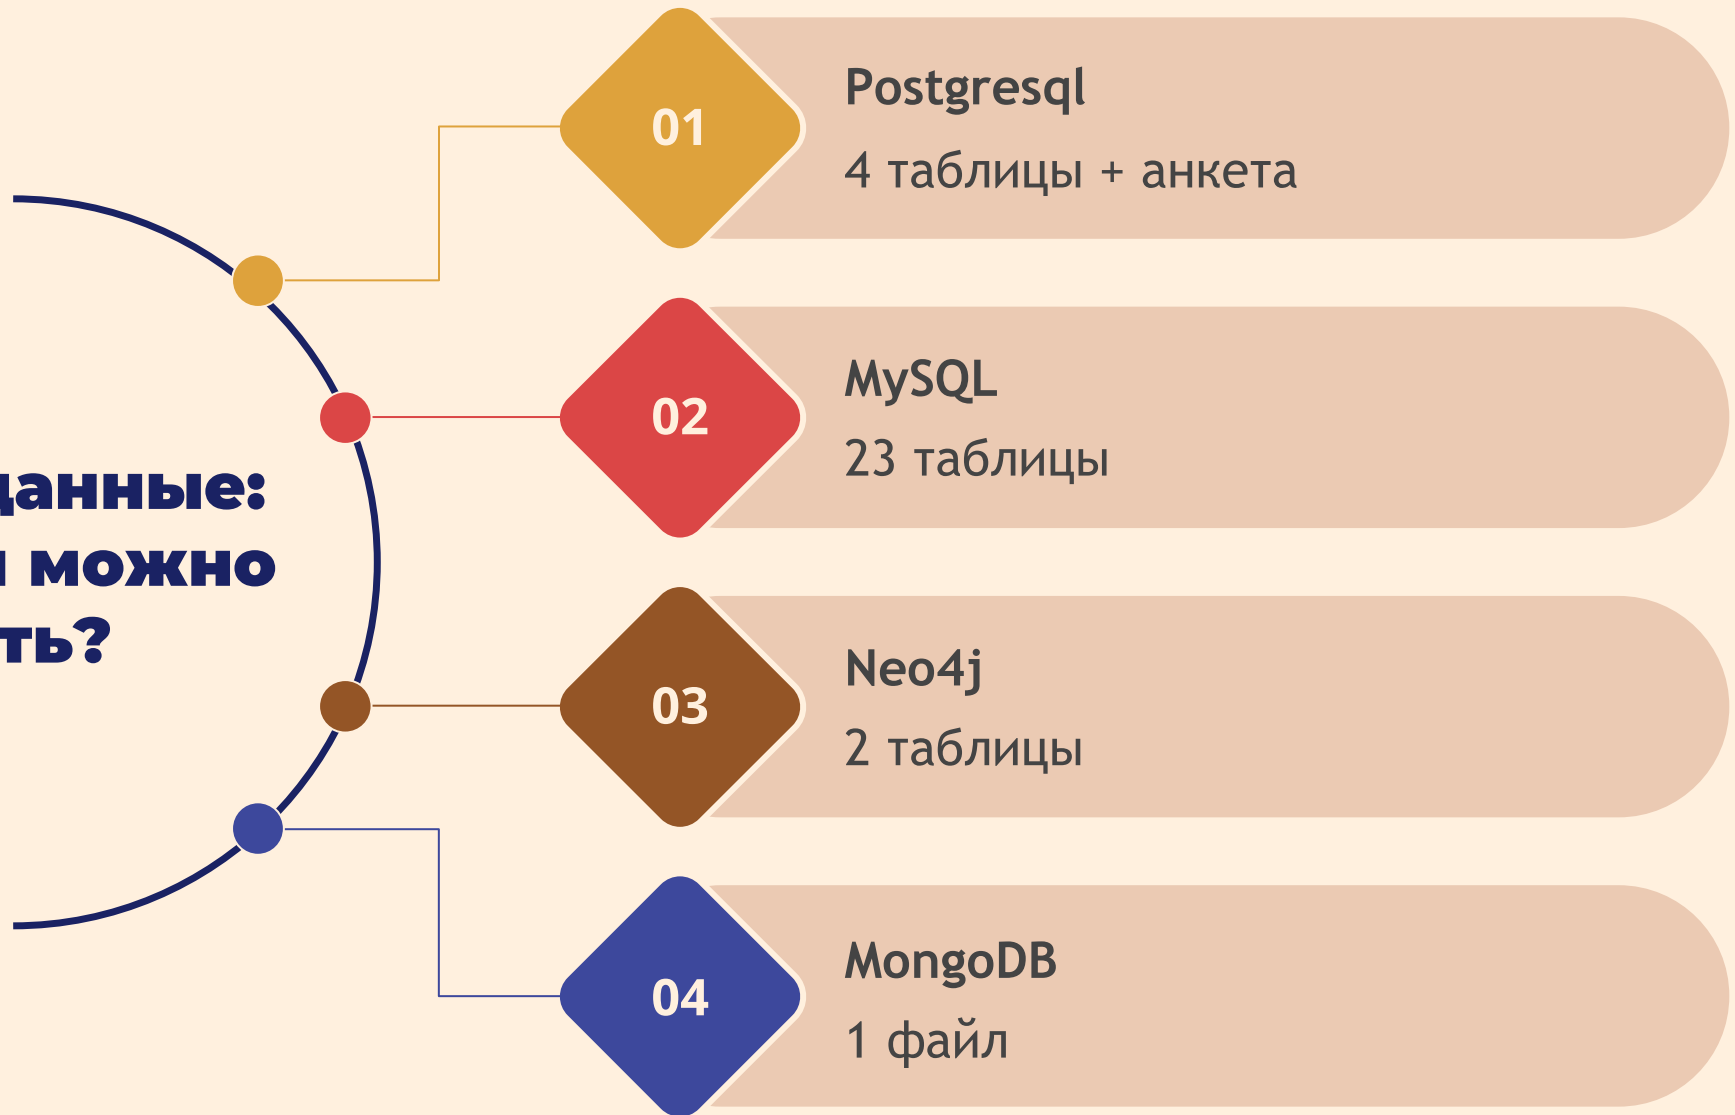 данные:
можно
ть?
01
Postgresql
4 таблицы + анкета
02
MySQL
23 таблицы
03
Neo4j
2 таблицы
04
MongoDB
1 файл